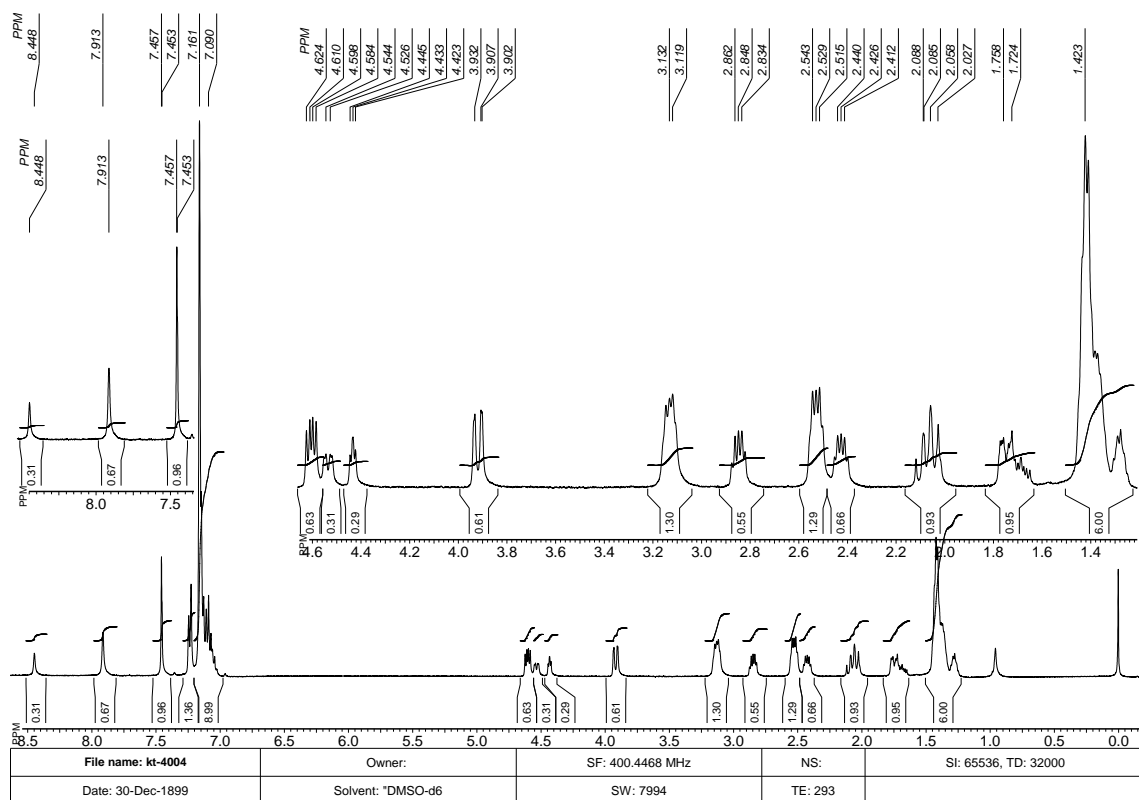 PPM 8.448 7.913 7.457 7.453 7.161 7.090
PPM 4.624 4.610 4.598 4.584 4.544 4.526 4.445 4.433 4.423 3.932 3.907 3.902 3.132 3.119 2.862 2.848 2.834 2.543 2.529 2.515 2.440 2.426 2.412 2.088 2.085 2.058 2.027 1.758 1.724 1.423
PPM 8.448 7.913 7.457 7.453
0.31 0.67 0.96
PPM 8.0 7.5
0.63 0.31 0.29 0.61 1.30 0.55 1.29 0.66 0.93 0.95 6.00
PPM 4.6 4.4 4.2 4.0 3.8 3.6 3.4 3.2 3.0 2.8 2.6 2.4 2.2 2.0 1.8 1.6 1.4
0.31 0.67 0.96 1.36 8.99 0.63 0.31 0.29 0.61 1.30 0.55 1.29 0.66 0.93 0.95 6.00
PPM 8.5 8.0 7.5 7.0 6.5 6.0 5.5 5.0 4.5 4.0 3.5 3.0 2.5 2.0 1.5 1.0 0.5 0.0
File name: kt-4004 Owner: SF: 400.4468 MHz NS: SI: 65536, TD: 32000
Date: 30-Dec-1899 Solvent: "DMSO-d6 SW: 7994 TE: 293